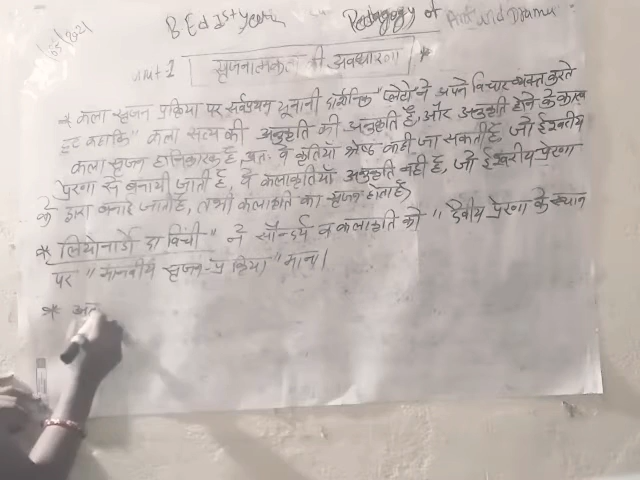 B Ed Ist year Pedagogy of Art and Drama
unit-1 सृजनात्मकता की अवधारणा *
* कला सृजन प्रक्रिया पर सर्वप्रथम यूनानी दार्शनिक "प्लेटो" ने अपने विचार व्यक्त करते
हुए कहा कि "कला सत्य की अनुकृति की अनुकृति है, और अनुकृति होने के कारण
कला सृजन हानिकारक है अतः वे कृतियाँ श्रेष्ठ कही जा सकती है, जो ईश्वरीय
प्रेरणा से बनायी जाती है, वे कलाकृतियाँ अनुकृति नहीं है, जो ईश्वरीय प्रेरणा
के द्वारा बनाई जाती है, तभी कलाकृति का सृजन होता है
* लियोनार्डो दा विंची" ने सौन्दर्य व कलाकृति को "दैवीय प्रेरणा के स्थान
पर "मानवीय सृजन-प्रक्रिया" माना।
* अत